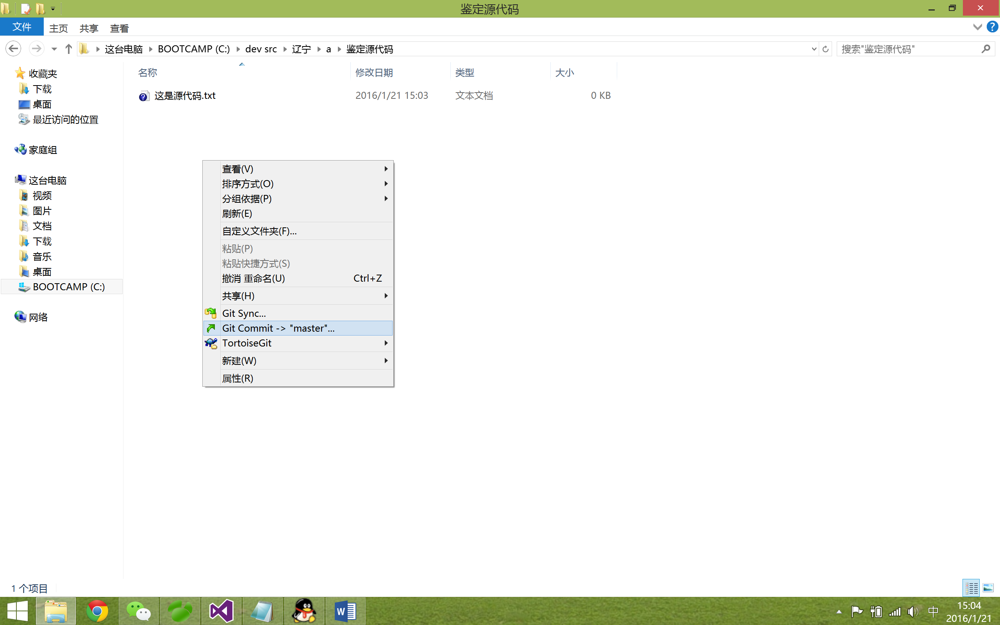 鉴定源代码
文件 主页 共享 查看
这台电脑 BOOTCAMP (C:) dev src 辽宁 a 鉴定源代码
搜索"鉴定源代码"
收藏夹
下载
桌面
最近访问的位置
家庭组
这台电脑
视频
图片
文档
下载
音乐
桌面
BOOTCAMP (C:)
网络
名称 修改日期 类型 大小
这是源代码.txt 2016/1/21 15:03 文本文档 0 KB
查看(V)
排序方式(O)
分组依据(P)
刷新(E)
自定义文件夹(F)...
粘贴(P)
粘贴快捷方式(S)
撤消 重命名(U) Ctrl+Z
共享(H)
Git Sync...
Git Commit -> "master"...
TortoiseGit
新建(W)
属性(R)
1 个项目
中
15:04
2016/1/21